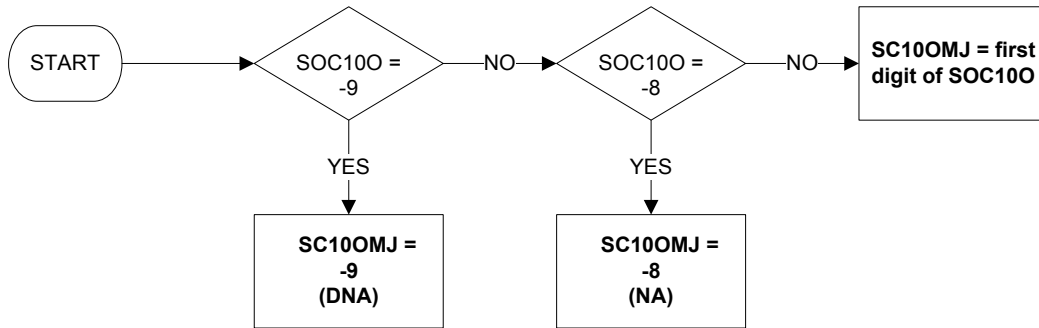 START
SOC10O =
-9
NO
SOC10O =
-8
NO
SC10OMJ = first
digit of SOC10O
YES
YES
SC10OMJ =
-9
(DNA)
SC10OMJ =
-8
(NA)